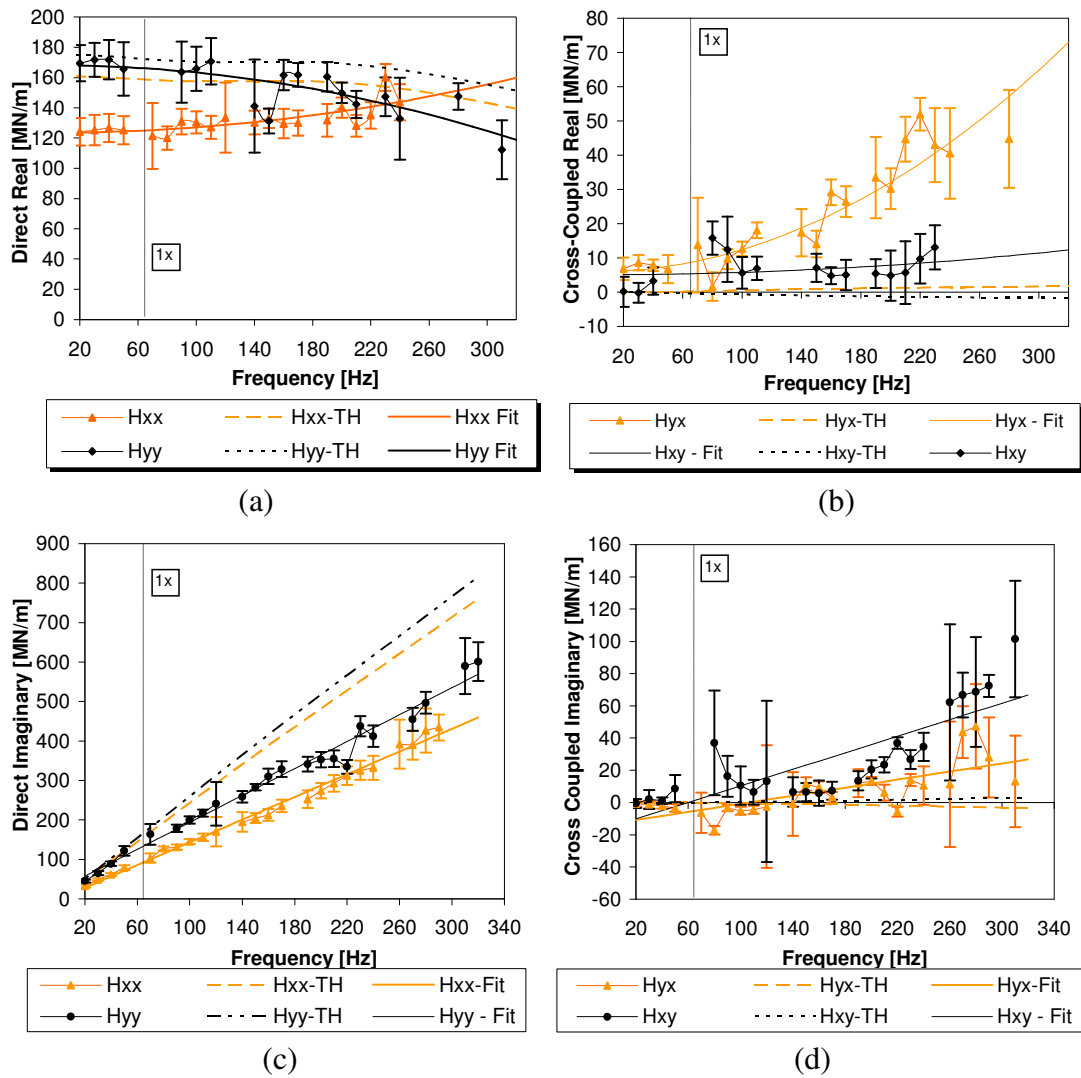 200
180
160
140
120
100
80
60
40
20
0
Direct Real [MN/m]
1x
20 60 100 140 180 220 260 300
Frequency [Hz]
Hxx Hxx-TH Hxx Fit
Hyy Hyy-TH Hyy Fit
(a)
80
70
60
50
40
30
20
10
0
-10
Cross-Coupled Real [MN/m]
1x
20 60 100 140 180 220 260 300
Frequency [Hz]
Hyx Hyx-TH Hyx - Fit
Hxy - Fit Hxy-TH Hxy
(b)
900
800
700
600
500
400
300
200
100
0
Direct Imaginary [MN/m]
1x
20 60 100 140 180 220 260 300 340
Frequency [Hz]
Hxx Hxx-TH Hxx-Fit
Hyy Hyy-TH Hyy - Fit
(c)
160
140
120
100
80
60
40
20
0
-20
-40
-60
Cross Coupled Imaginary [MN/m]
1x
20 60 100 140 180 220 260 300 340
Frequency [Hz]
Hyx Hyx-TH Hyx-Fit
Hxy Hxy-TH Hxy - Fit
(d)